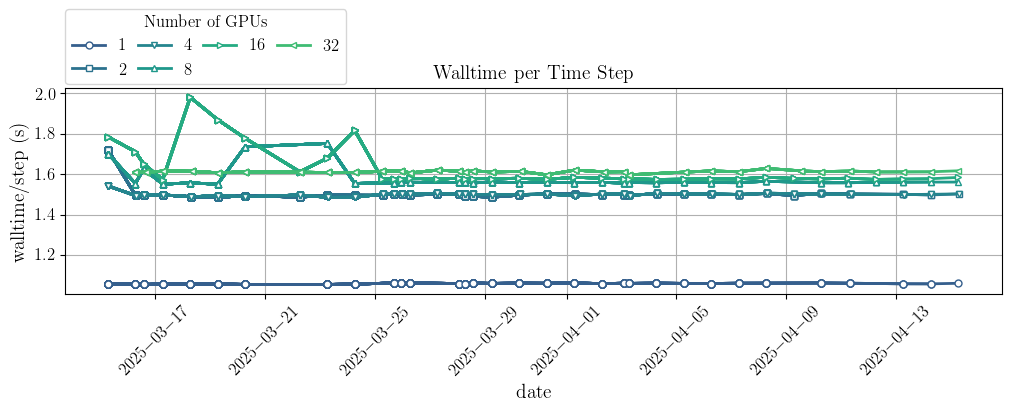 Number of GPUs
1 4 16 32
2 8
Walltime per Time Step
walltime/step (s)
2.0
1.8
1.6
1.4
1.2
2025−03−17
2025−03−21
2025−03−25
2025−03−29
2025−04−01
2025−04−05
2025−04−09
2025−04−13
date